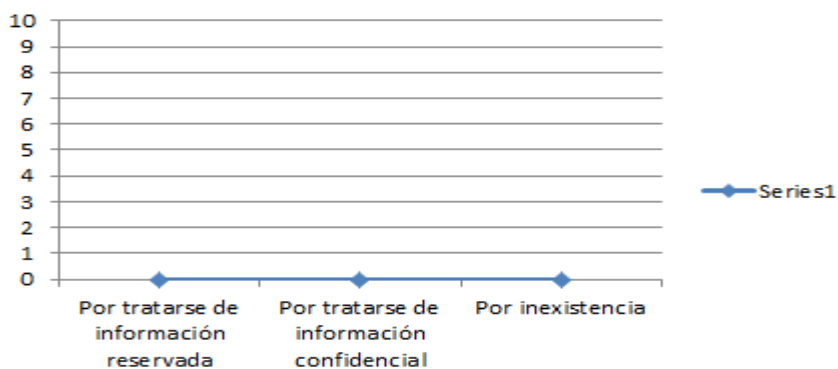 10
9
8
7
6
5
4
3
2
1
0
Por tratarse de
información
reservada
Por tratarse de
información
confidencial
Por inexistencia
Series1